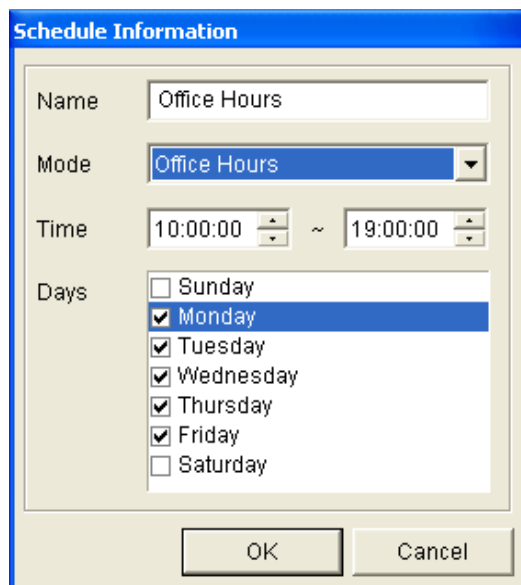 Schedule Information
Name Office Hours
Mode Office Hours
Time 10:00:00 ~ 19:00:00
Days Sunday
Monday
Tuesday
Wednesday
Thursday
Friday
Saturday
OK Cancel